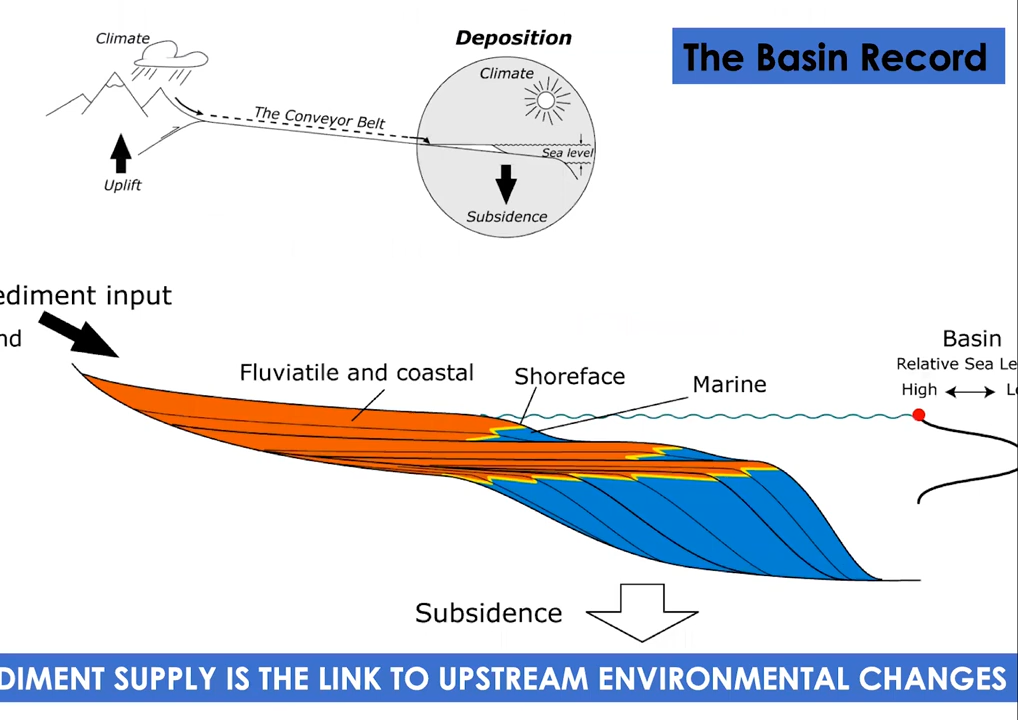 Climate
Deposition
The Basin Record
Climate
The Conveyor Belt
Sea level
Uplift
Subsidence
ediment input
nd
Basin
Relative Sea Le
High
L
Fluviatile and coastal
Shoreface
Marine
Subsidence
DIMENT SUPPLY IS THE LINK TO UPSTREAM ENVIRONMENTAL CHANGES